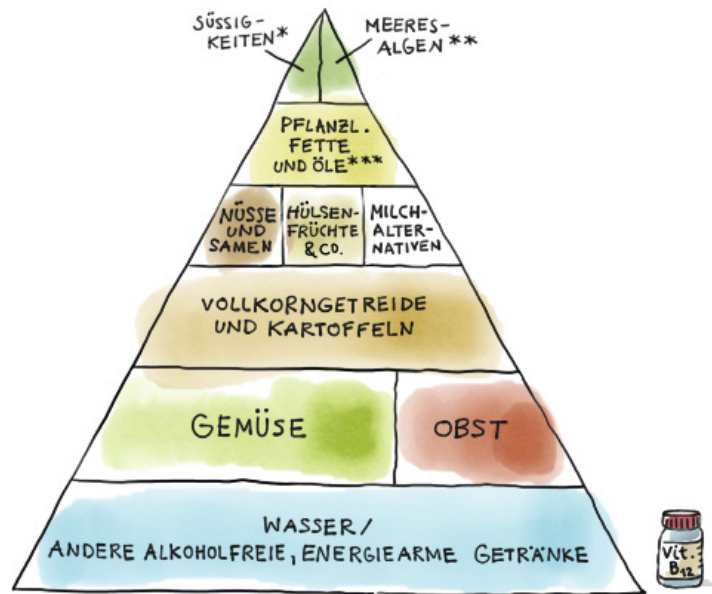 SÜSSIG-
KEITEN*
MEERES-
ALGEN**
PFLANZL.
FETTE
UND ÖLE***
NÜSSE
UND
SAMEN
HÜLSEN-
FRÜCHTE
& CO.
MILCH-
ALTER-
NATIVEN
VOLLKORNGETREIDE
UND KARTOFFELN
GEMÜSE
OBST
WASSER/
ANDERE ALKOHOLFREIE, ENERGIEARME GETRÄNKE
Vit.
B12